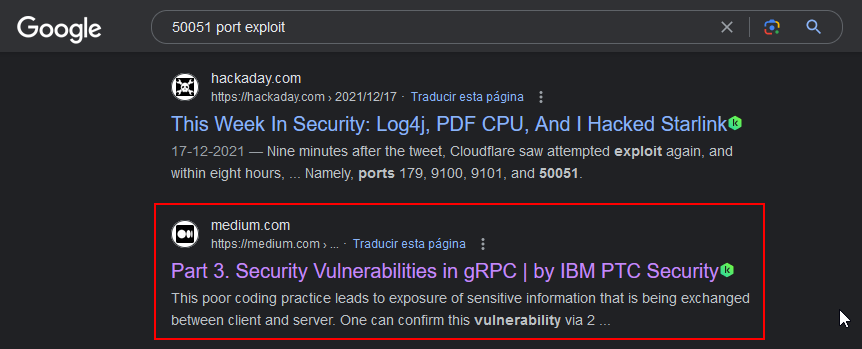 Google
50051 port exploit
hackaday.com
https://hackaday.com › 2021/12/17 · Traducir esta página
This Week In Security: Log4j, PDF CPU, And I Hacked Starlink
17-12-2021 — Nine minutes after the tweet, Cloudflare saw attempted exploit again, and
within eight hours, ... Namely, ports 179, 9100, 9101, and 50051.
medium.com
https://medium.com › ... · Traducir esta página
Part 3. Security Vulnerabilities in gRPC | by IBM PTC Security
This poor coding practice leads to exposure of sensitive information that is being exchanged
between client and server. One can confirm this vulnerability via 2 ...